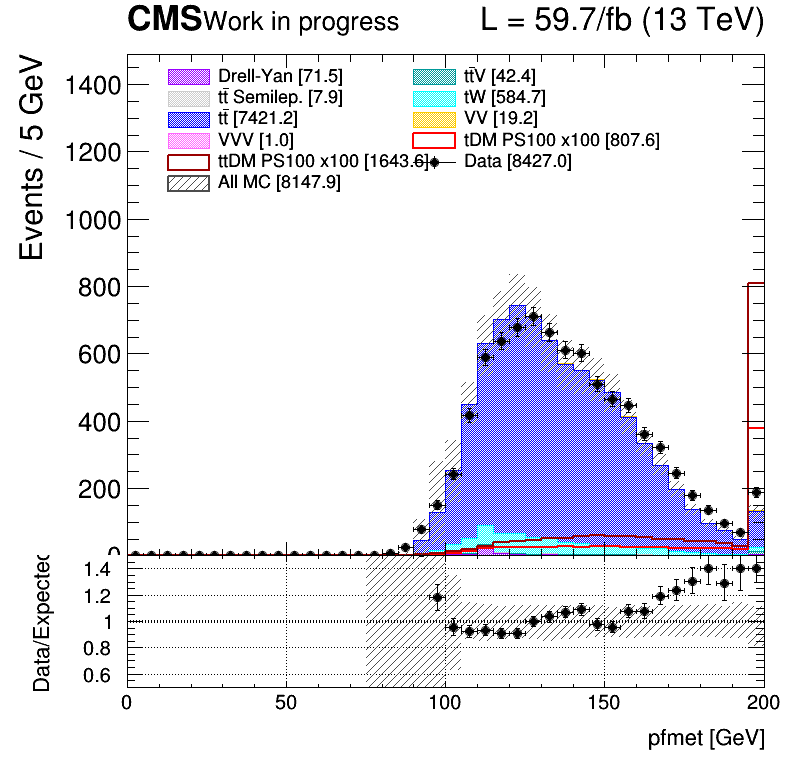 CMS Work in progress L = 59.7/fb (13 TeV)
Events / 5 GeV
1400
1200
1000
800
600
400
200
0
Drell-Yan [71.5] tt̄V [42.4]
tt̄ Semilep. [7.9] tW [584.7]
tt̄ [7421.2] VV [19.2]
VVV [1.0] tDM PS100 x100 [807.6]
ttDM PS100 x100 [1643.6] Data [8427.0]
All MC [8147.9]
Data/Expected
1.4
1.2
1
0.8
0.6
0 50 100 150 200
pfmet [GeV]